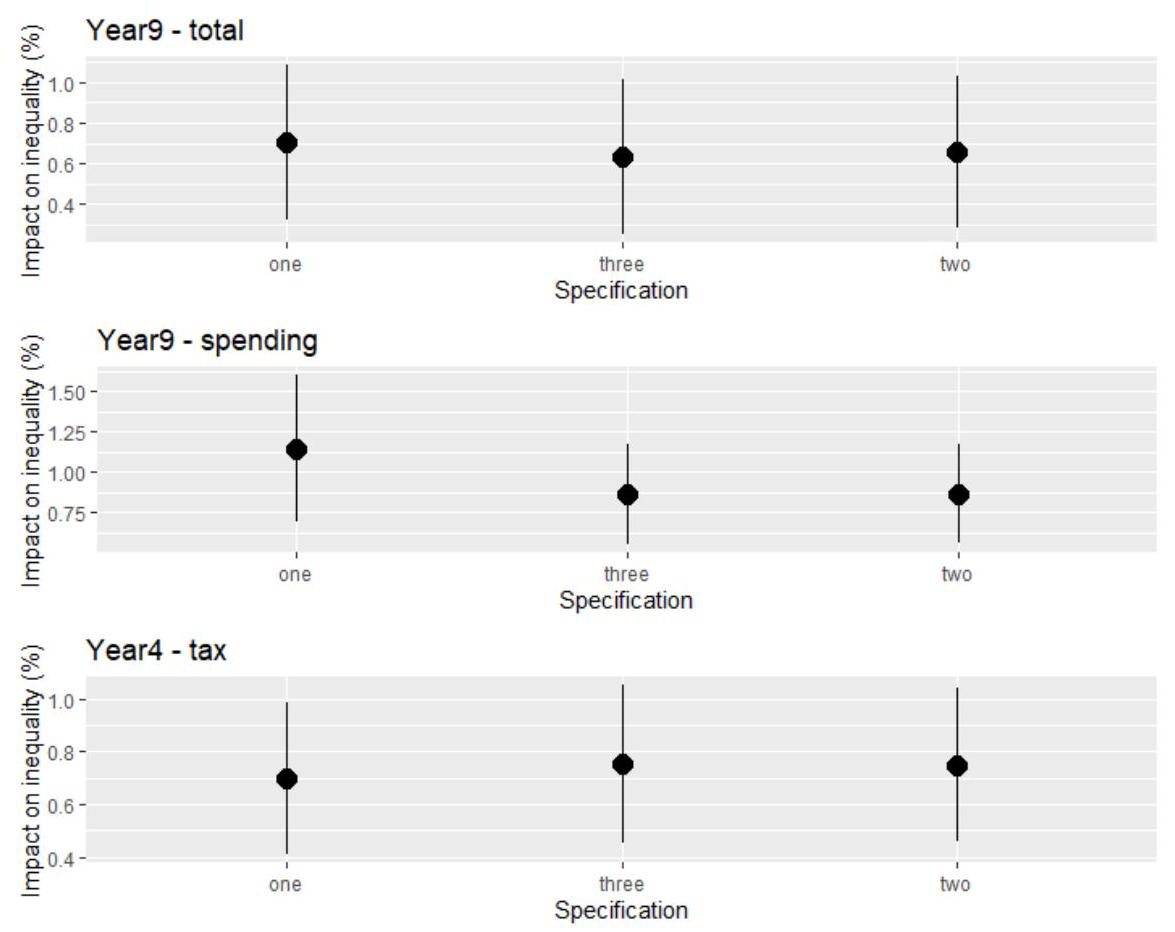 Year9 - total
Impact on inequality (%)
1.0
0.8
0.6
0.4
one three two
Specification
Year9 - spending
Impact on inequality (%)
1.50
1.25
1.00
0.75
one three two
Specification
Year4 - tax
Impact on inequality (%)
1.0
0.8
0.6
0.4
one three two
Specification